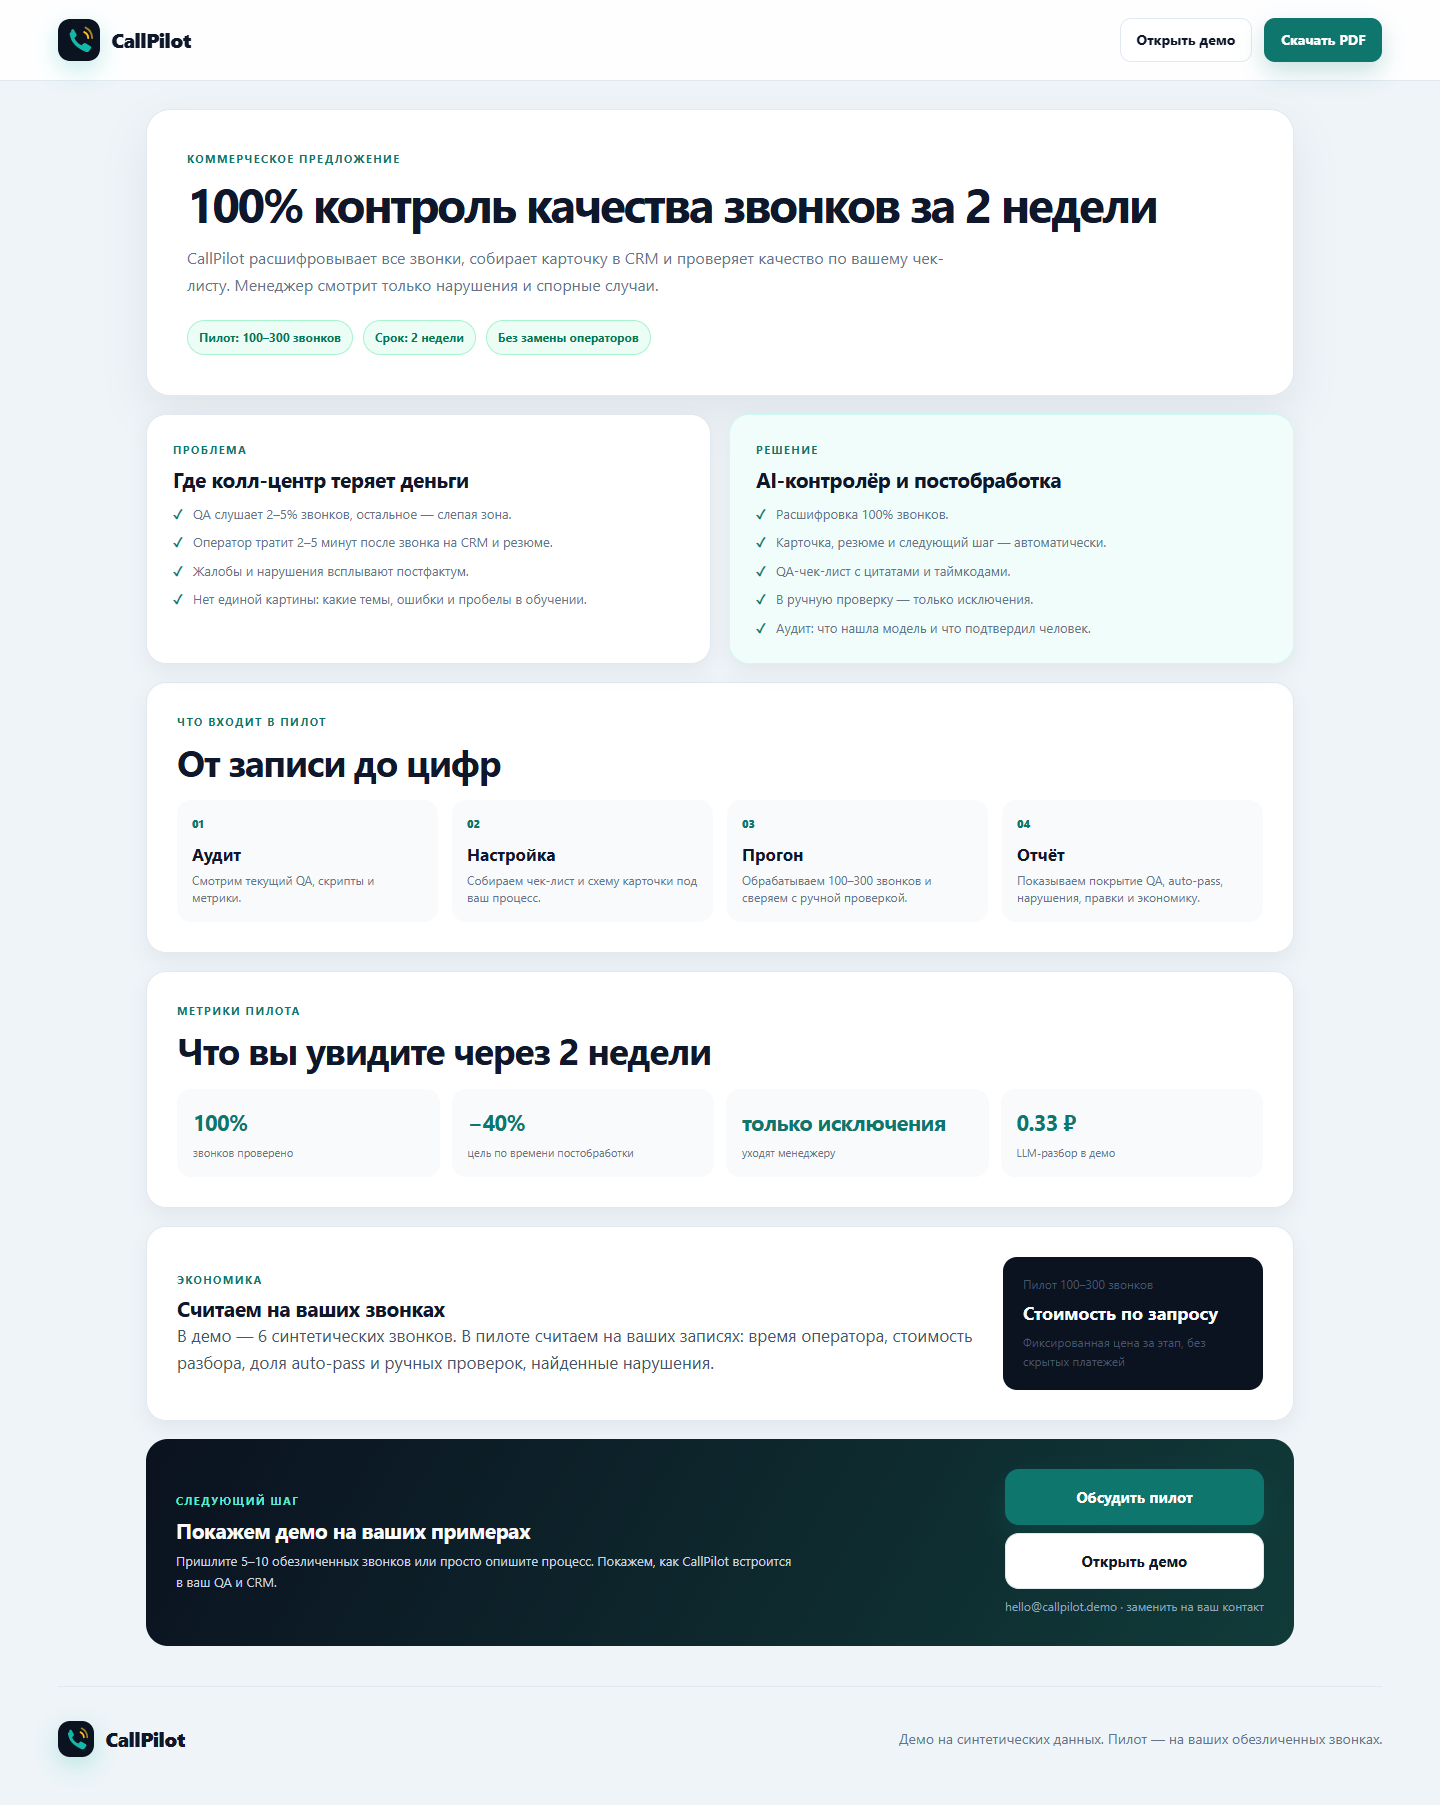 CallPilot
Открыть демо
Скачать PDF
КОММЕРЧЕСКОЕ ПРЕДЛОЖЕНИЕ
100% контроль качества звонков за 2 недели
CallPilot расшифровывает все звонки, собирает карточку в CRM и проверяет качество по вашему чек-
листу. Менеджер смотрит только нарушения и спорные случаи.
Пилот: 100–300 звонков
Срок: 2 недели
Без замены операторов
ПРОБЛЕМА
Где колл-центр теряет деньги
✓ QA слушает 2–5% звонков, остальное — слепая зона.
✓ Оператор тратит 2–5 минут после звонка на CRM и резюме.
✓ Жалобы и нарушения всплывают постфактум.
✓ Нет единой картины: какие темы, ошибки и пробелы в обучении.
РЕШЕНИЕ
AI-контролёр и постобработка
✓ Расшифровка 100% звонков.
✓ Карточка, резюме и следующий шаг — автоматически.
✓ QA-чек-лист с цитатами и таймкодами.
✓ В ручную проверку — только исключения.
✓ Аудит: что нашла модель и что подтвердил человек.
ЧТО ВХОДИТ В ПИЛОТ
От записи до цифр
01
Аудит
Смотрим текущий QA, скрипты и
метрики.
02
Настройка
Собираем чек-лист и схему карточки под
ваш процесс.
03
Прогон
Обрабатываем 100–300 звонков и
сверяем с ручной проверкой.
04
Отчёт
Показываем покрытие QA, auto-pass,
нарушения, правки и экономику.
МЕТРИКИ ПИЛОТА
Что вы увидите через 2 недели
100%
звонков проверено
−40%
цель по времени постобработки
только исключения
уходят менеджеру
0.33 ₽
LLM-разбор в демо
ЭКОНОМИКА
Считаем на ваших звонках
В демо — 6 синтетических звонков. В пилоте считаем на ваших записях: время оператора, стоимость
разбора, доля auto-pass и ручных проверок, найденные нарушения.
Пилот 100–300 звонков
Стоимость по запросу
Фиксированная цена за этап, без
скрытых платежей
СЛЕДУЮЩИЙ ШАГ
Покажем демо на ваших примерах
Пришлите 5–10 обезличенных звонков или просто опишите процесс. Покажем, как CallPilot встроится
в ваш QA и CRM.
Обсудить пилот
Открыть демо
hello@callpilot.demo · заменить на ваш контакт
CallPilot
Демо на синтетических данных. Пилот — на ваших обезличенных звонках.